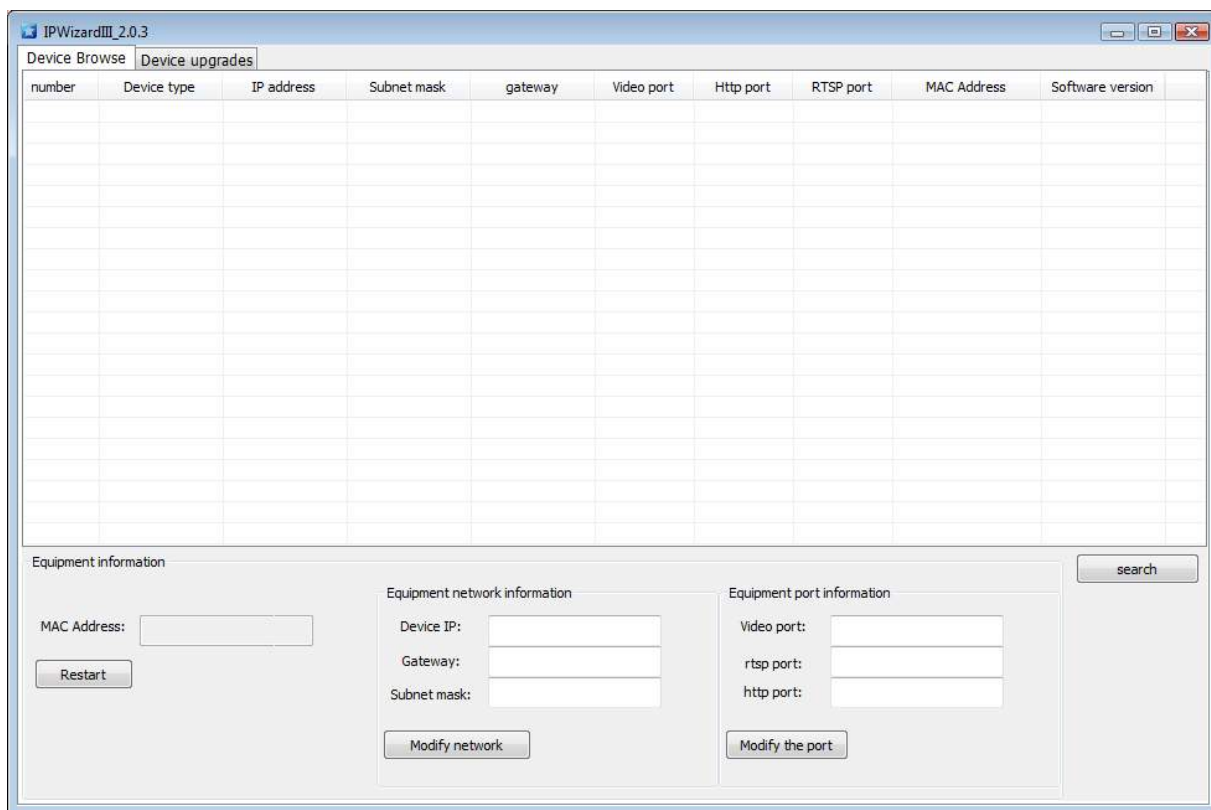 IPWizardIII_2.0.3
Device Browse Device upgrades
number Device type IP address Subnet mask gateway Video port Http port RTSP port MAC Address Software version
Equipment information
search
Equipment network information Equipment port information
MAC Address: Device IP: Video port:
Gateway: rtsp port:
Restart
Subnet mask: http port:
Modify network Modify the port